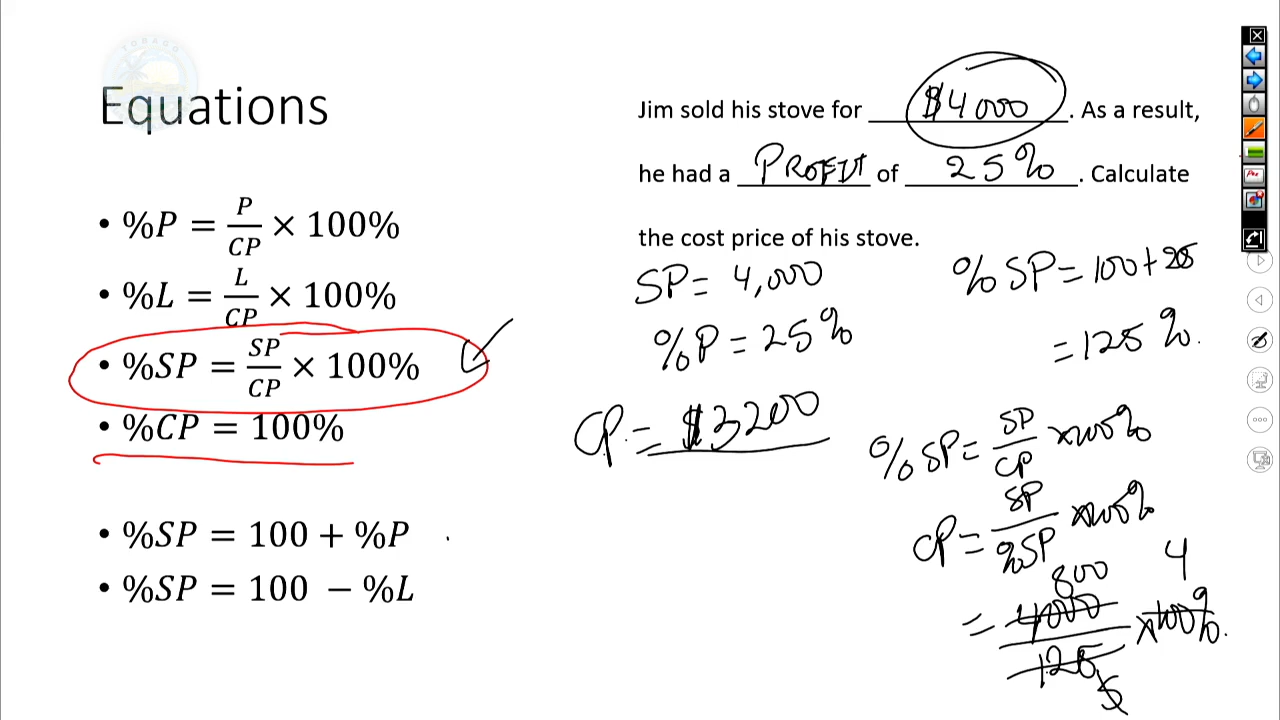 TOBAGO
Equations
• %P = P/CP × 100%
• %L = L/CP × 100%
• %SP = SP/CP × 100%
• %CP = 100%
• %SP = 100 + %P
• %SP = 100 − %L
Jim sold his stove for $4000. As a result,
he had a PROFIT of 25%. Calculate
the cost price of his stove.
SP = 4,000
%P = 25%
CP = $3200
%SP = 100 + 25
= 125%.
%SP = SP/CP ×100%
CP = SP/%SP ×100%
800 4
= 4000/125 ×100%.
5